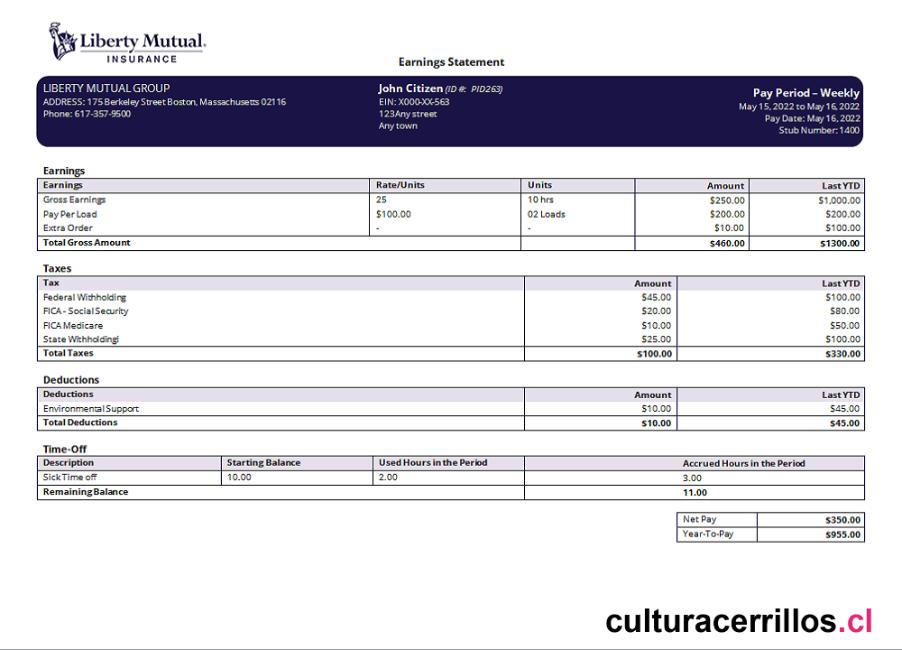 Liberty Mutual.
INSURANCE
Earnings Statement
LIBERTY MUTUAL GROUP
ADDRESS: 175 Berkeley Street Boston, Massachusetts 02116
Phone: 617-357-9500
John Citizen (ID #: PID263)
EIN: X000-XX-563
123Any street
Any town
Pay Period – Weekly
May 15, 2022 to May 16, 2022
Pay Date: May 16, 2022
Stub Number: 1400
Earnings
Earnings Rate/Units Units Amount Last YTD
Gross Earnings 25 10 hrs $250.00 $1,000.00
Pay Per Load $100.00 02 Loads $200.00 $200.00
Extra Order - - $10.00 $100.00
Total Gross Amount $460.00 $1300.00
Taxes
Tax Amount Last YTD
Federal Withholding $45.00 $100.00
FICA - Social Security $20.00 $80.00
FICA Medicare $10.00 $50.00
State Withholdingl $25.00 $100.00
Total Taxes $100.00 $330.00
Deductions
Deductions Amount Last YTD
Environmental Support $10.00 $45.00
Total Deductions $10.00 $45.00
Time-Off
Description Starting Balance Used Hours in the Period Accrued Hours in the Period
Sick Time off 10.00 2.00 3.00
Remaining Balance 11.00
Net Pay $350.00
Year-To-Pay $955.00
culturacerrillos.cl